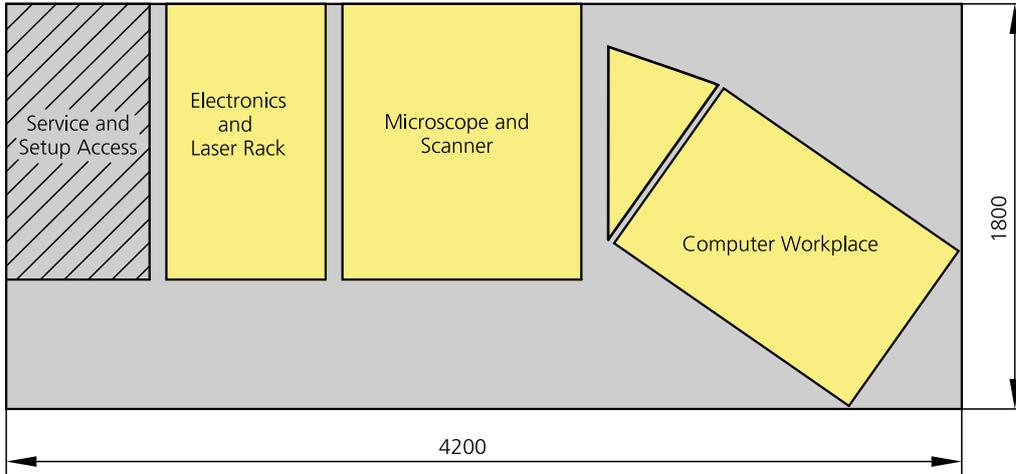 Service and
Setup Access
Electronics
and
Laser Rack
Microscope and
Scanner
Computer Workplace
1800
4200